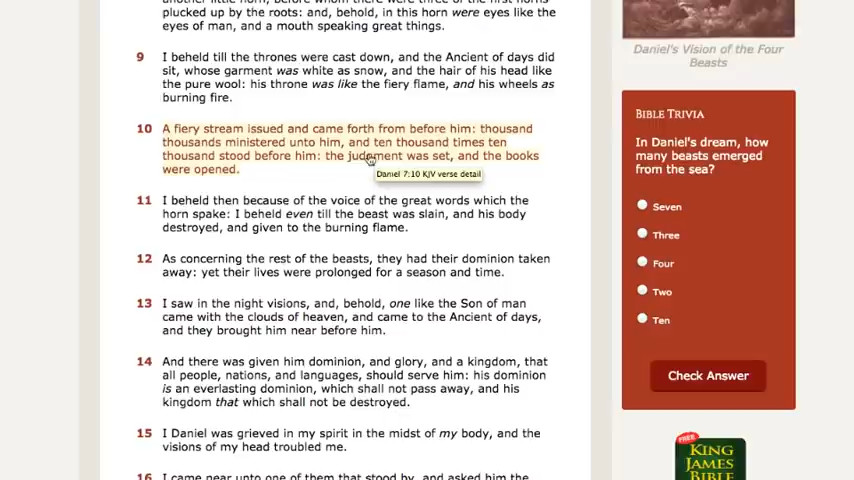 another little horn, before whom there were three of the first horns
plucked up by the roots: and, behold, in this horn were eyes like the
eyes of man, and a mouth speaking great things.
9 I beheld till the thrones were cast down, and the Ancient of days did
sit, whose garment was white as snow, and the hair of his head like
the pure wool: his throne was like the fiery flame, and his wheels as
burning fire.
10 A fiery stream issued and came forth from before him: thousand
thousands ministered unto him, and ten thousand times ten
thousand stood before him: the judgment was set, and the books
were opened.
Daniel 7:10 KJV verse detail
11 I beheld then because of the voice of the great words which the
horn spake: I beheld even till the beast was slain, and his body
destroyed, and given to the burning flame.
12 As concerning the rest of the beasts, they had their dominion taken
away: yet their lives were prolonged for a season and time.
13 I saw in the night visions, and, behold, one like the Son of man
came with the clouds of heaven, and came to the Ancient of days,
and they brought him near before him.
14 And there was given him dominion, and glory, and a kingdom, that
all people, nations, and languages, should serve him: his dominion
is an everlasting dominion, which shall not pass away, and his
kingdom that which shall not be destroyed.
15 I Daniel was grieved in my spirit in the midst of my body, and the
visions of my head troubled me.
16 I came near unto one of them that stood by, and asked him the
Daniel's Vision of the Four
Beasts
BIBLE TRIVIA
In Daniel's dream, how
many beasts emerged
from the sea?
Seven
Three
Four
Two
Ten
Check Answer
FREE
KING
JAMES
BIBLE